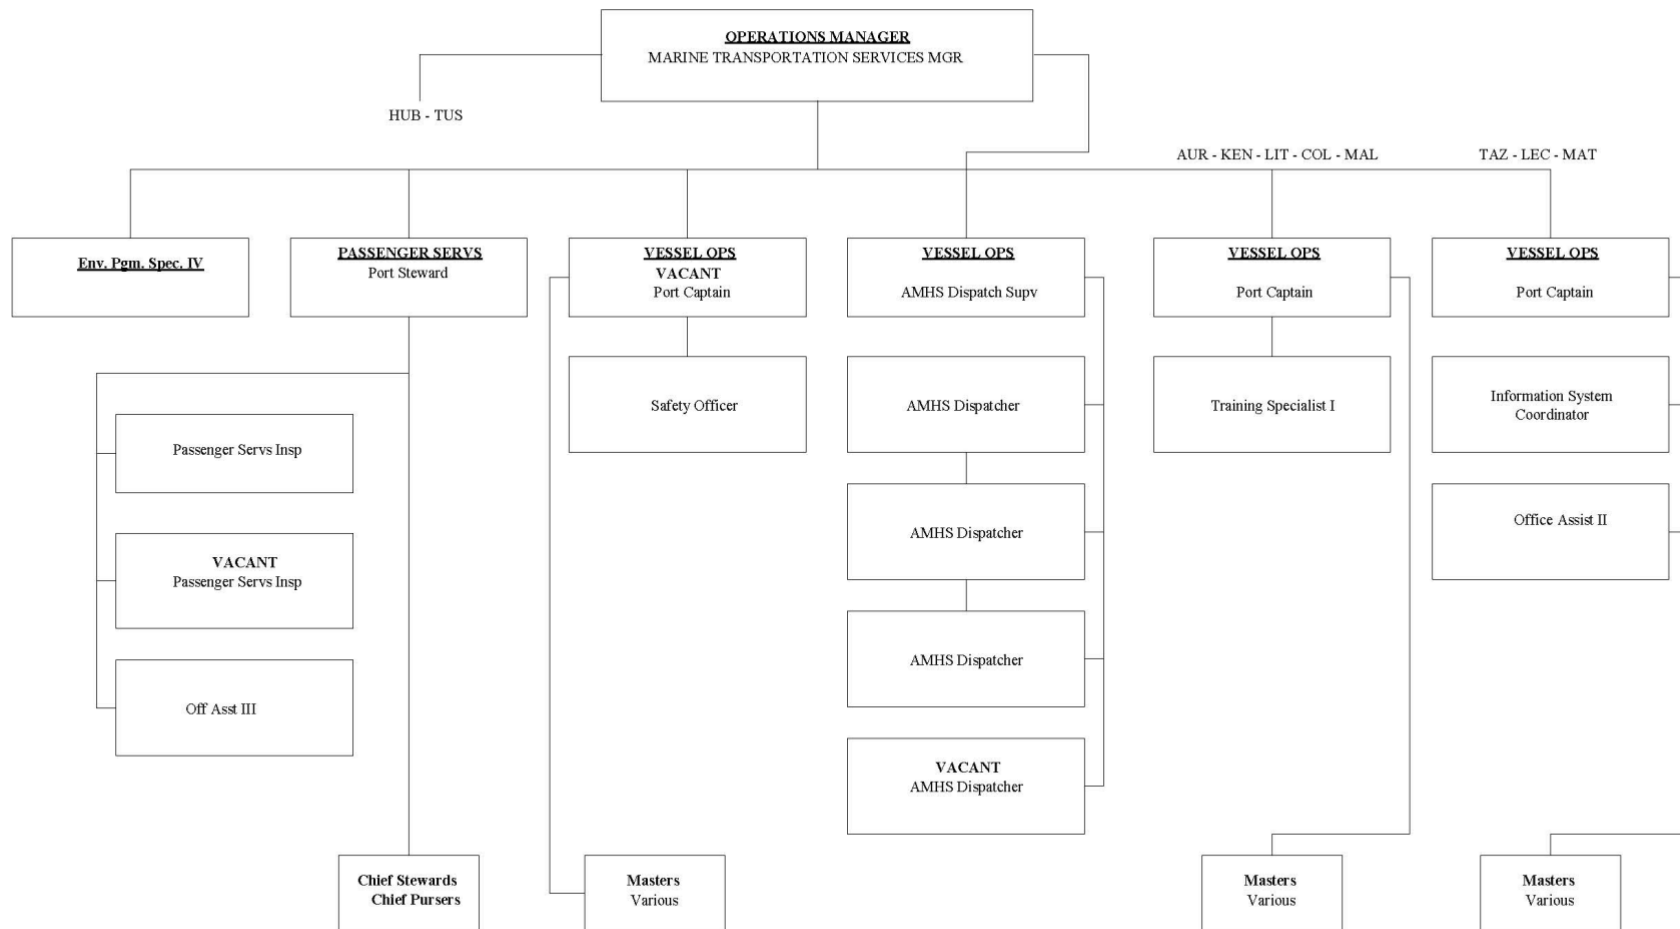 OPERATIONS MANAGER
MARINE TRANSPORTATION SERVICES MGR
HUB - TUS
AUR - KEN - LIT - COL - MAL
TAZ - LEC - MAT
Env. Pgm. Spec. IV
PASSENGER SERVS
Port Steward
VESSEL OPS
VACANT
Port Captain
VESSEL OPS
AMHS Dispatch Supv
VESSEL OPS
Port Captain
VESSEL OPS
Port Captain
Safety Officer
AMHS Dispatcher
Training Specialist I
Information System
Coordinator
Passenger Servs Insp
AMHS Dispatcher
Office Assist II
VACANT
Passenger Servs Insp
AMHS Dispatcher
Off Asst III
VACANT
AMHS Dispatcher
Chief Stewards
Chief Pursers
Masters
Various
Masters
Various
Masters
Various